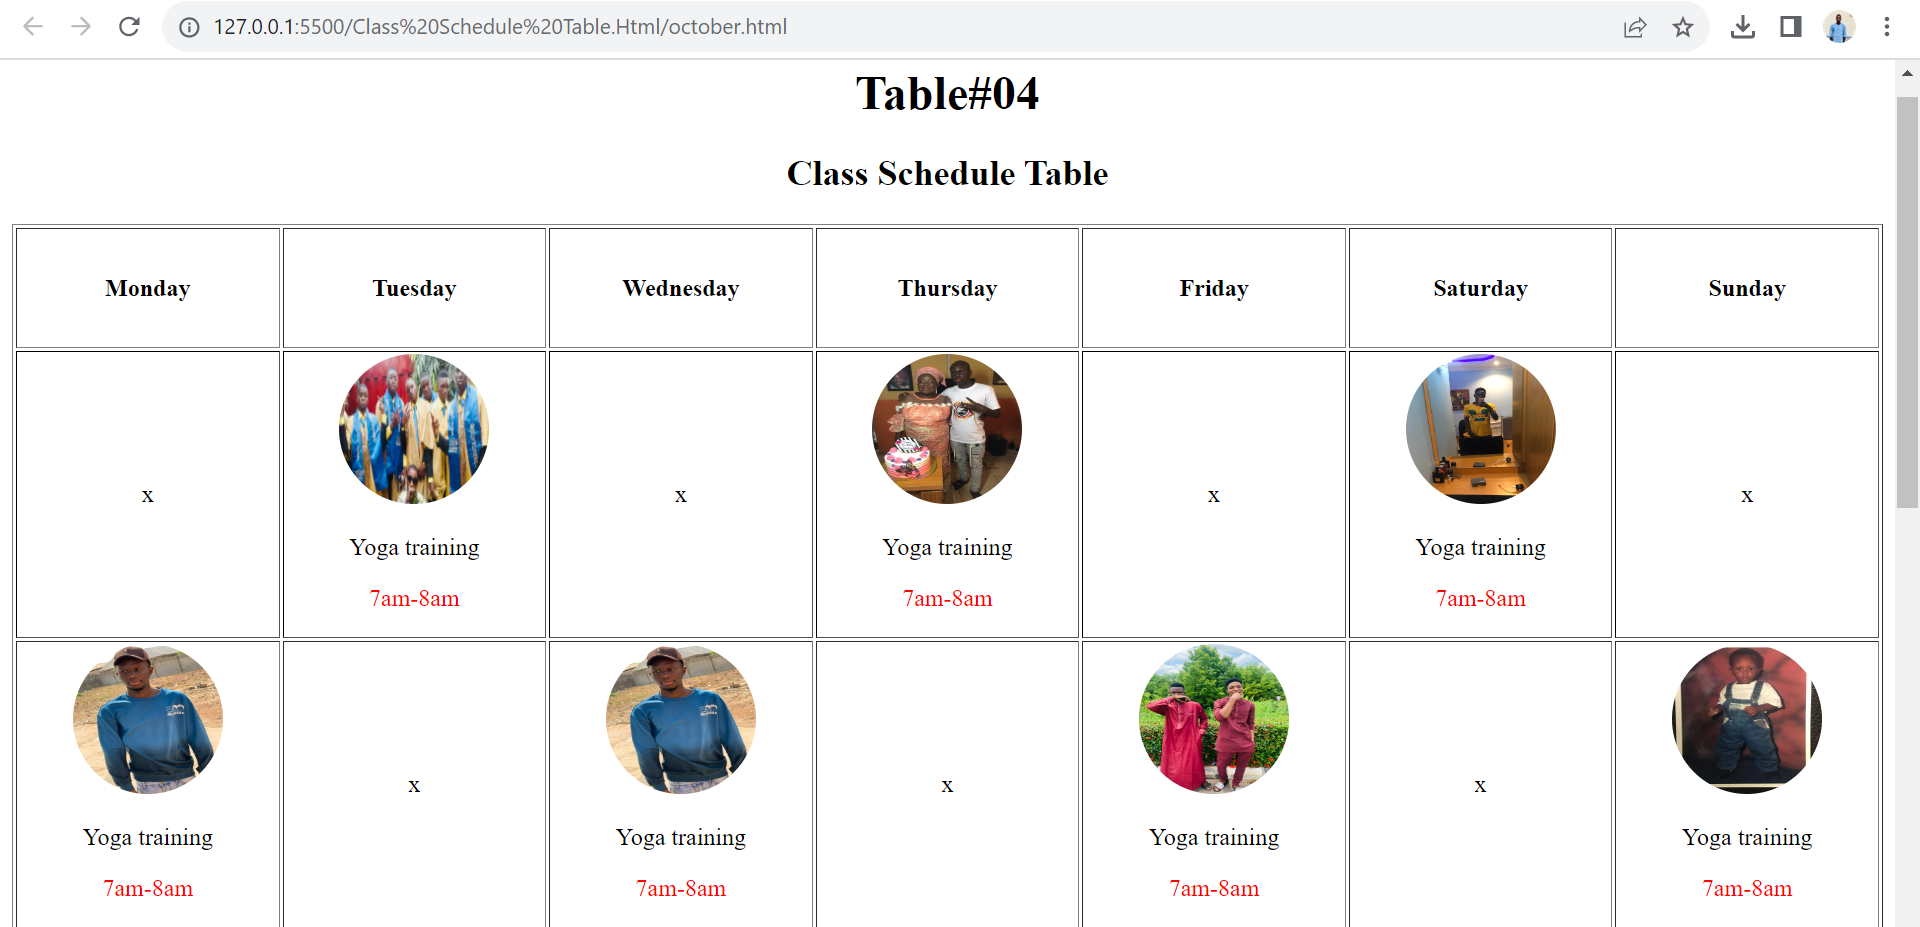 127.0.0.1:5500/Class%20Schedule%20Table.Html/october.html
Table#04
Class Schedule Table
Monday Tuesday Wednesday Thursday Friday Saturday Sunday
x x x x
Yoga training Yoga training Yoga training
7am-8am 7am-8am 7am-8am
x x x
Yoga training Yoga training Yoga training Yoga training
7am-8am 7am-8am 7am-8am 7am-8am